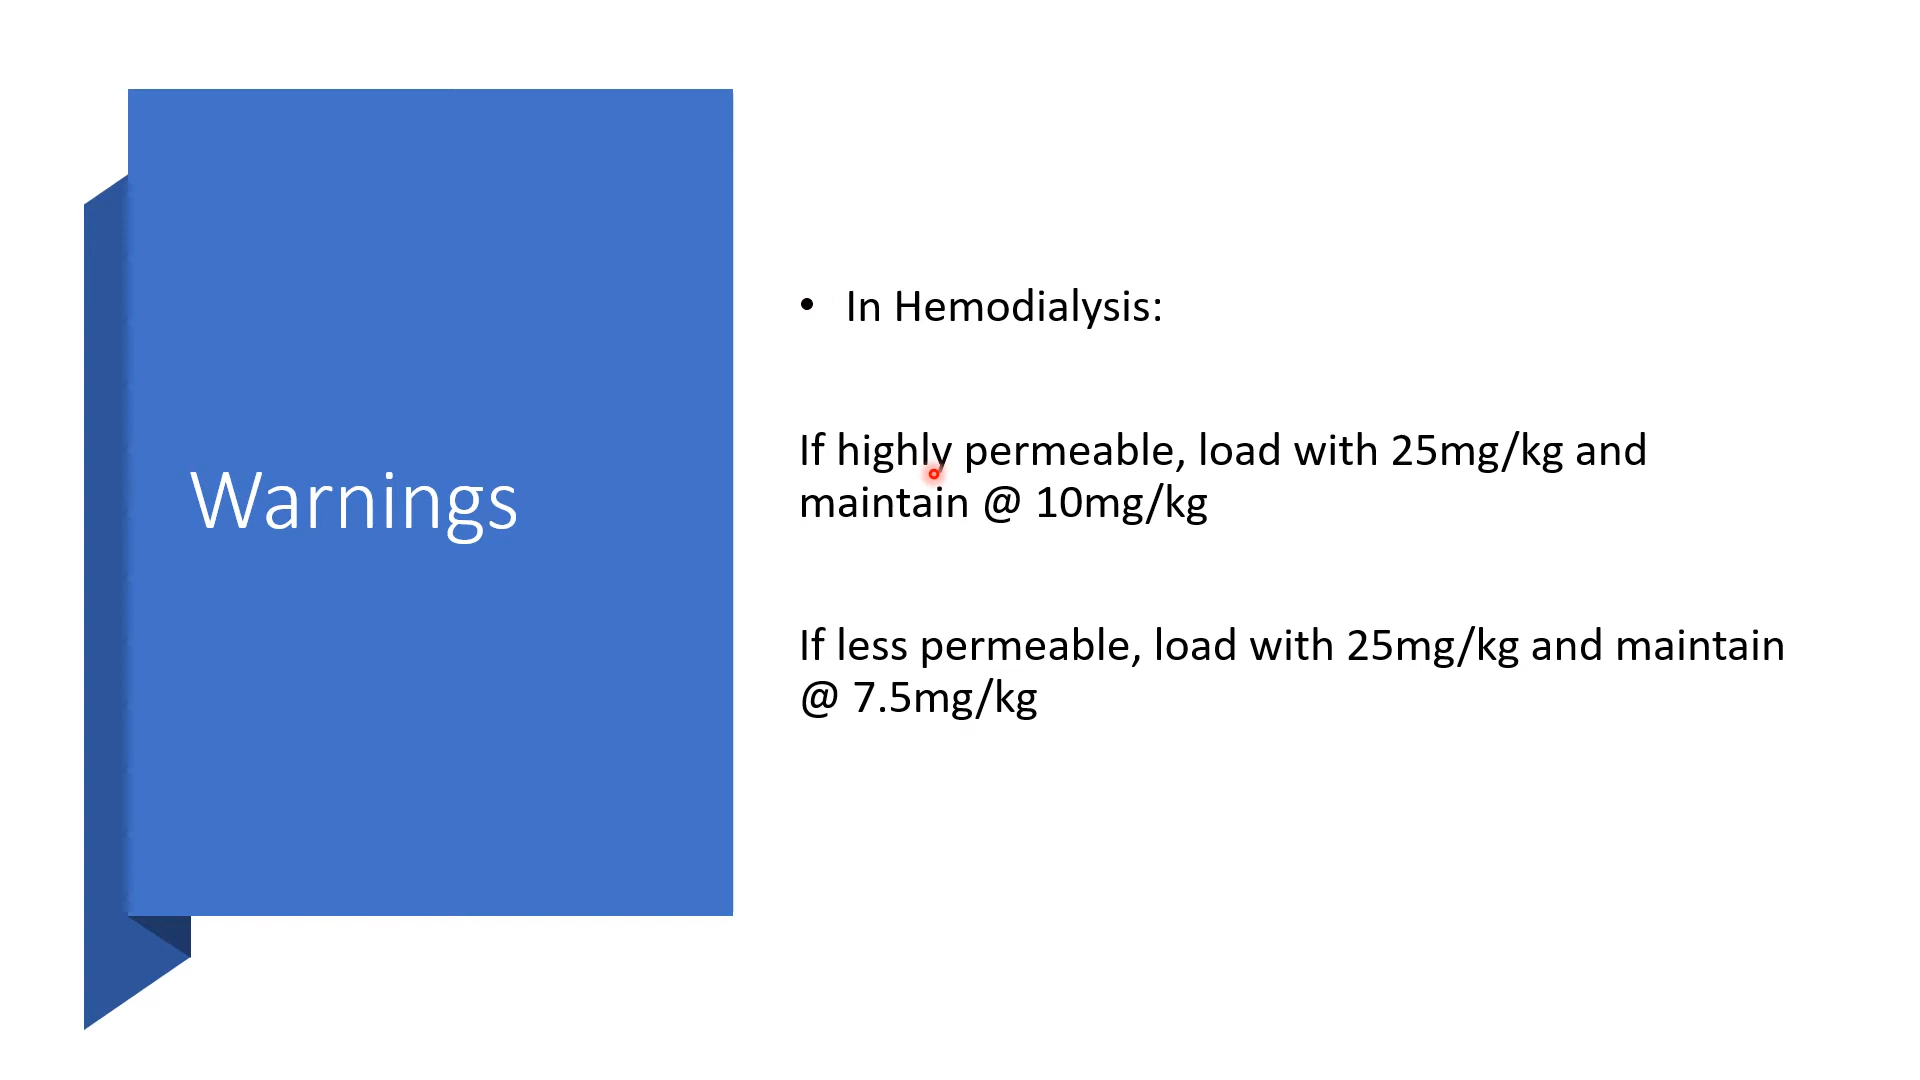 Warnings
• In Hemodialysis:
If highly permeable, load with 25mg/kg and
maintain @ 10mg/kg
If less permeable, load with 25mg/kg and maintain
@ 7.5mg/kg